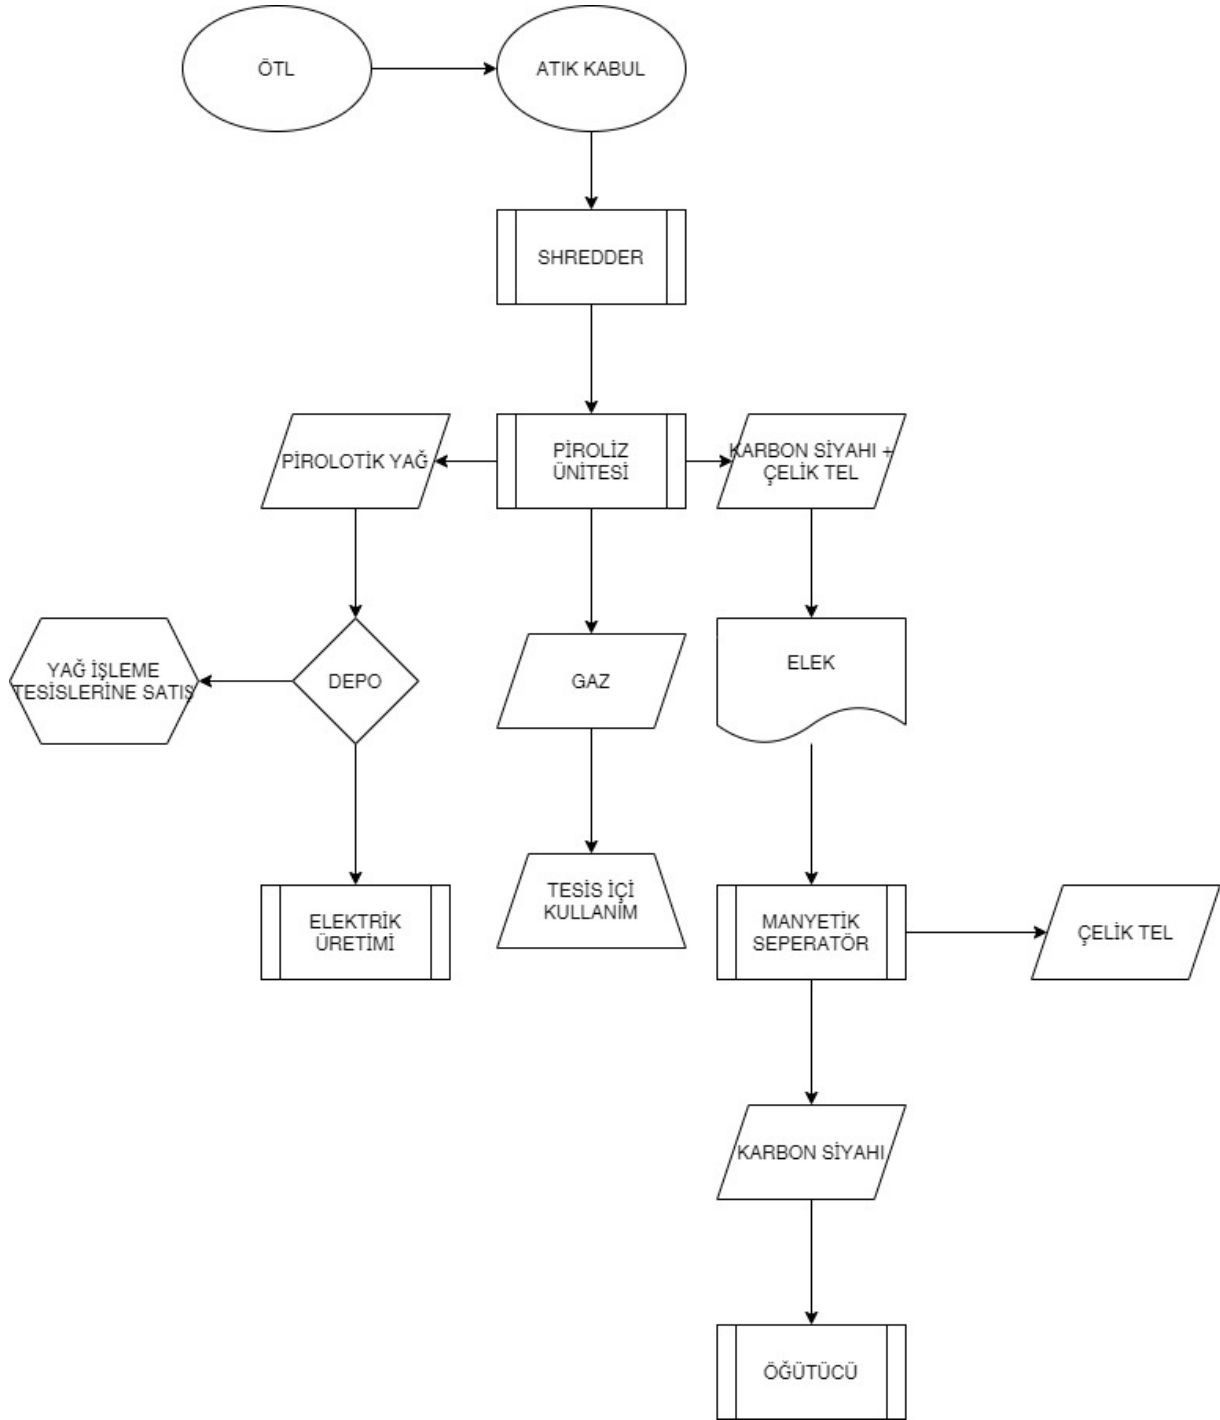 ÖTL
ATIK KABUL
SHREDDER
PİROLOTİK YAĞ
PİROLİZ
ÜNİTESİ
KARBON SİYAHI +
ÇELİK TEL
YAĞ İŞLEME
TESİSLERİNE SATIŞ
DEPO
GAZ
ELEK
ELEKTRİK
ÜRETİMİ
TESİS İÇİ
KULLANIM
MANYETİK
SEPERATÖR
ÇELİK TEL
KARBON SİYAHI
ÖĞÜTÜCÜ